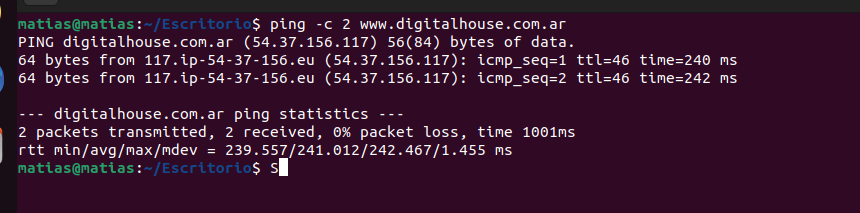 matias@matias:~/Escritorio$ ping -c 2 www.digitalhouse.com.ar
PING digitalhouse.com.ar (54.37.156.117) 56(84) bytes of data.
64 bytes from 117.ip-54-37-156.eu (54.37.156.117): icmp_seq=1 ttl=46 time=240 ms
64 bytes from 117.ip-54-37-156.eu (54.37.156.117): icmp_seq=2 ttl=46 time=242 ms

--- digitalhouse.com.ar ping statistics ---
2 packets transmitted, 2 received, 0% packet loss, time 1001ms
rtt min/avg/max/mdev = 239.557/241.012/242.467/1.455 ms
matias@matias:~/Escritorio$ S